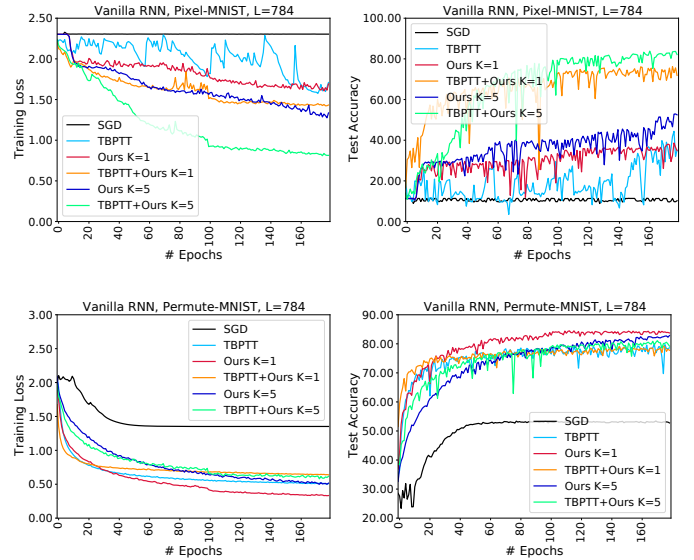 Vanilla RNN, Pixel-MNIST, L=784
2.50
2.00
1.50
1.00
0.50
0.00
Training Loss
SGD
TBPTT
Ours K=1
TBPTT+Ours K=1
Ours K=5
TBPTT+Ours K=5
0
20
40
60
80
100
120
140
160
# Epochs
Vanilla RNN, Pixel-MNIST, L=784
100.00
80.00
60.00
40.00
20.00
0.00
Test Accuracy
SGD
TBPTT
Ours K=1
TBPTT+Ours K=1
Ours K=5
TBPTT+Ours K=5
0
20
40
60
80
100
120
140
160
# Epochs
Vanilla RNN, Permute-MNIST, L=784
3.00
2.50
2.00
1.50
1.00
0.50
0.00
Training Loss
SGD
TBPTT
Ours K=1
TBPTT+Ours K=1
Ours K=5
TBPTT+Ours K=5
0
20
40
60
80
100
120
140
160
# Epochs
Vanilla RNN, Permute-MNIST, L=784
90.00
80.00
70.00
60.00
50.00
40.00
30.00
20.00
Test Accuracy
SGD
TBPTT
Ours K=1
TBPTT+Ours K=1
Ours K=5
TBPTT+Ours K=5
0
20
40
60
80
100
120
140
160
# Epochs